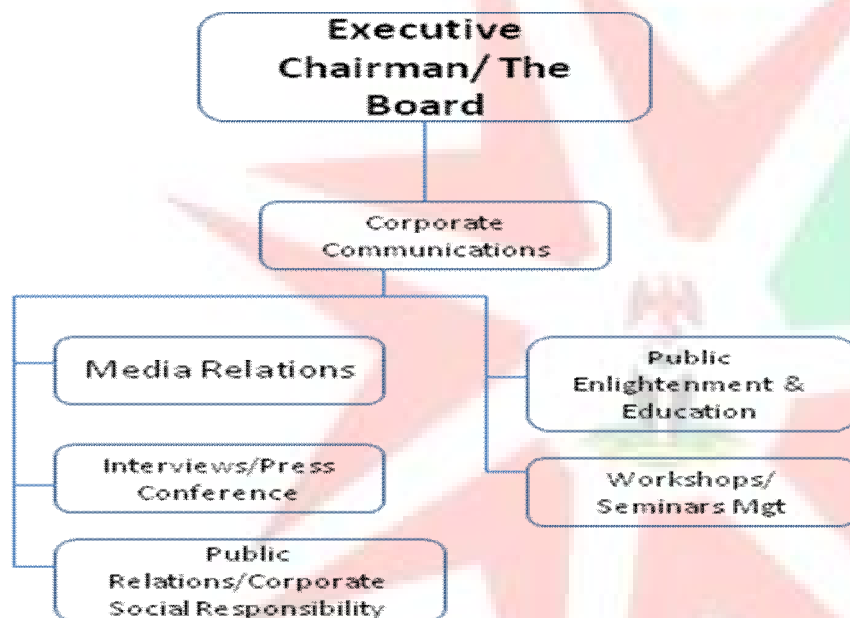 Executive
Chairman/ The
Board
Corporate
Communications
Media Relations
Interviews/Press
Conference
Public
Relations/Corporate
Social Responsibility
Public
Enlightenment &
Education
Workshops/
Seminars Mgt